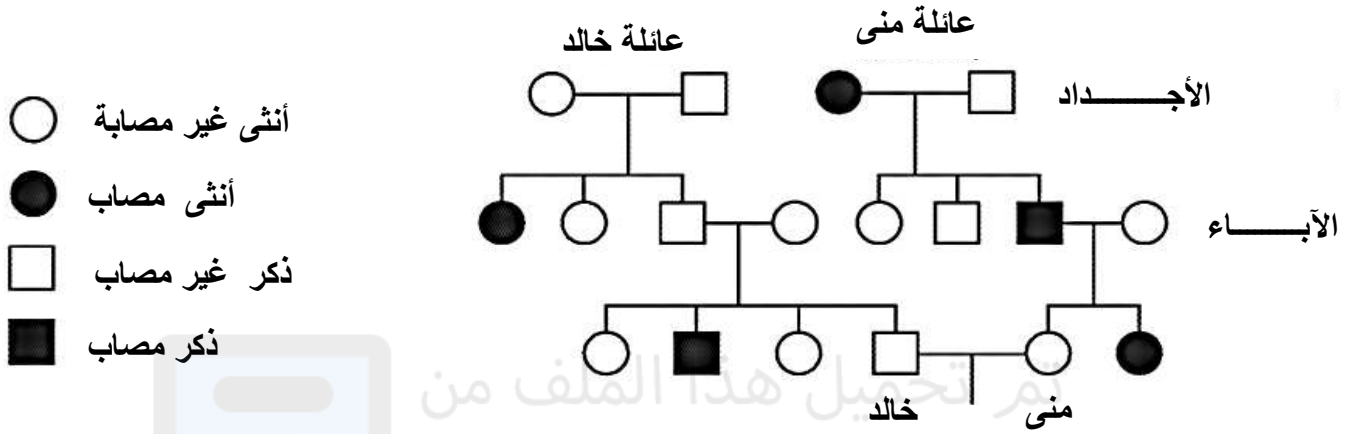 عائلة منى
عائلة خالد
الأجـــــداد
أنثى غير مصابة
أنثى مصاب
الآبـــــاء
ذكر غير مصاب
ذكر مصاب
تم تحميل هذا الملف من
منى
خالد